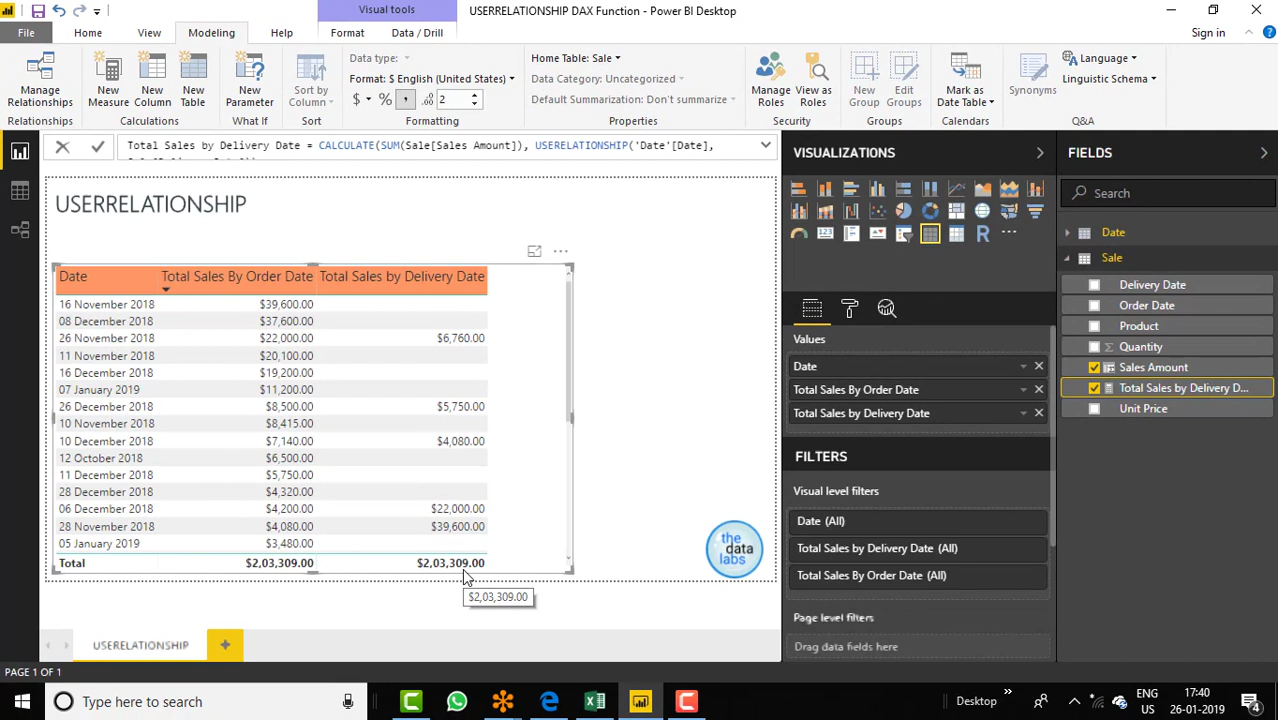 Visual tools
USERRELATIONSHIP DAX Function - Power BI Desktop
File
Home
View
Modeling
Help
Format
Data / Drill
Sign in
Manage Relationships
New Measure
New Column
New Table
New Parameter
Sort by Column
Data type:
Format: $ English (United States)
$ % , .00 2
Home Table: Sale
Data Category: Uncategorized
Default Summarization: Don't summarize
Manage Roles
View as Roles
New Group
Edit Groups
Mark as Date Table
Synonyms
Language
Linguistic Schema
Relationships
Calculations
What If
Sort
Formatting
Properties
Security
Groups
Calendars
Q&A
Total Sales by Delivery Date = CALCULATE(SUM(Sale[Sales Amount]), USERELATIONSHIP('Date'[Date],
USERRELATIONSHIP
Date Total Sales By Order Date Total Sales by Delivery Date
16 November 2018 $39,600.00
08 December 2018 $37,600.00
26 November 2018 $22,000.00 $6,760.00
11 November 2018 $20,100.00
16 December 2018 $19,200.00
07 January 2019 $11,200.00
26 December 2018 $8,500.00 $5,750.00
10 November 2018 $8,415.00
10 December 2018 $7,140.00 $4,080.00
12 October 2018 $6,500.00
11 December 2018 $5,750.00
28 December 2018 $4,320.00
06 December 2018 $4,200.00 $22,000.00
28 November 2018 $4,080.00 $39,600.00
05 January 2019 $3,480.00
Total $2,03,309.00 $2,03,309.00
$2,03,309.00
the
data
labs
VISUALIZATIONS
R
Values
Date
Total Sales By Order Date
Total Sales by Delivery Date
FILTERS
Visual level filters
Date (All)
Total Sales by Delivery Date (All)
Total Sales By Order Date (All)
Page level filters
Drag data fields here
FIELDS
Search
Date
Sale
Delivery Date
Order Date
Product
Quantity
Sales Amount
Total Sales by Delivery D...
Unit Price
USERELATIONSHIP
PAGE 1 OF 1
Type here to search
Desktop
ENG
US
17:40
26-01-2019
4